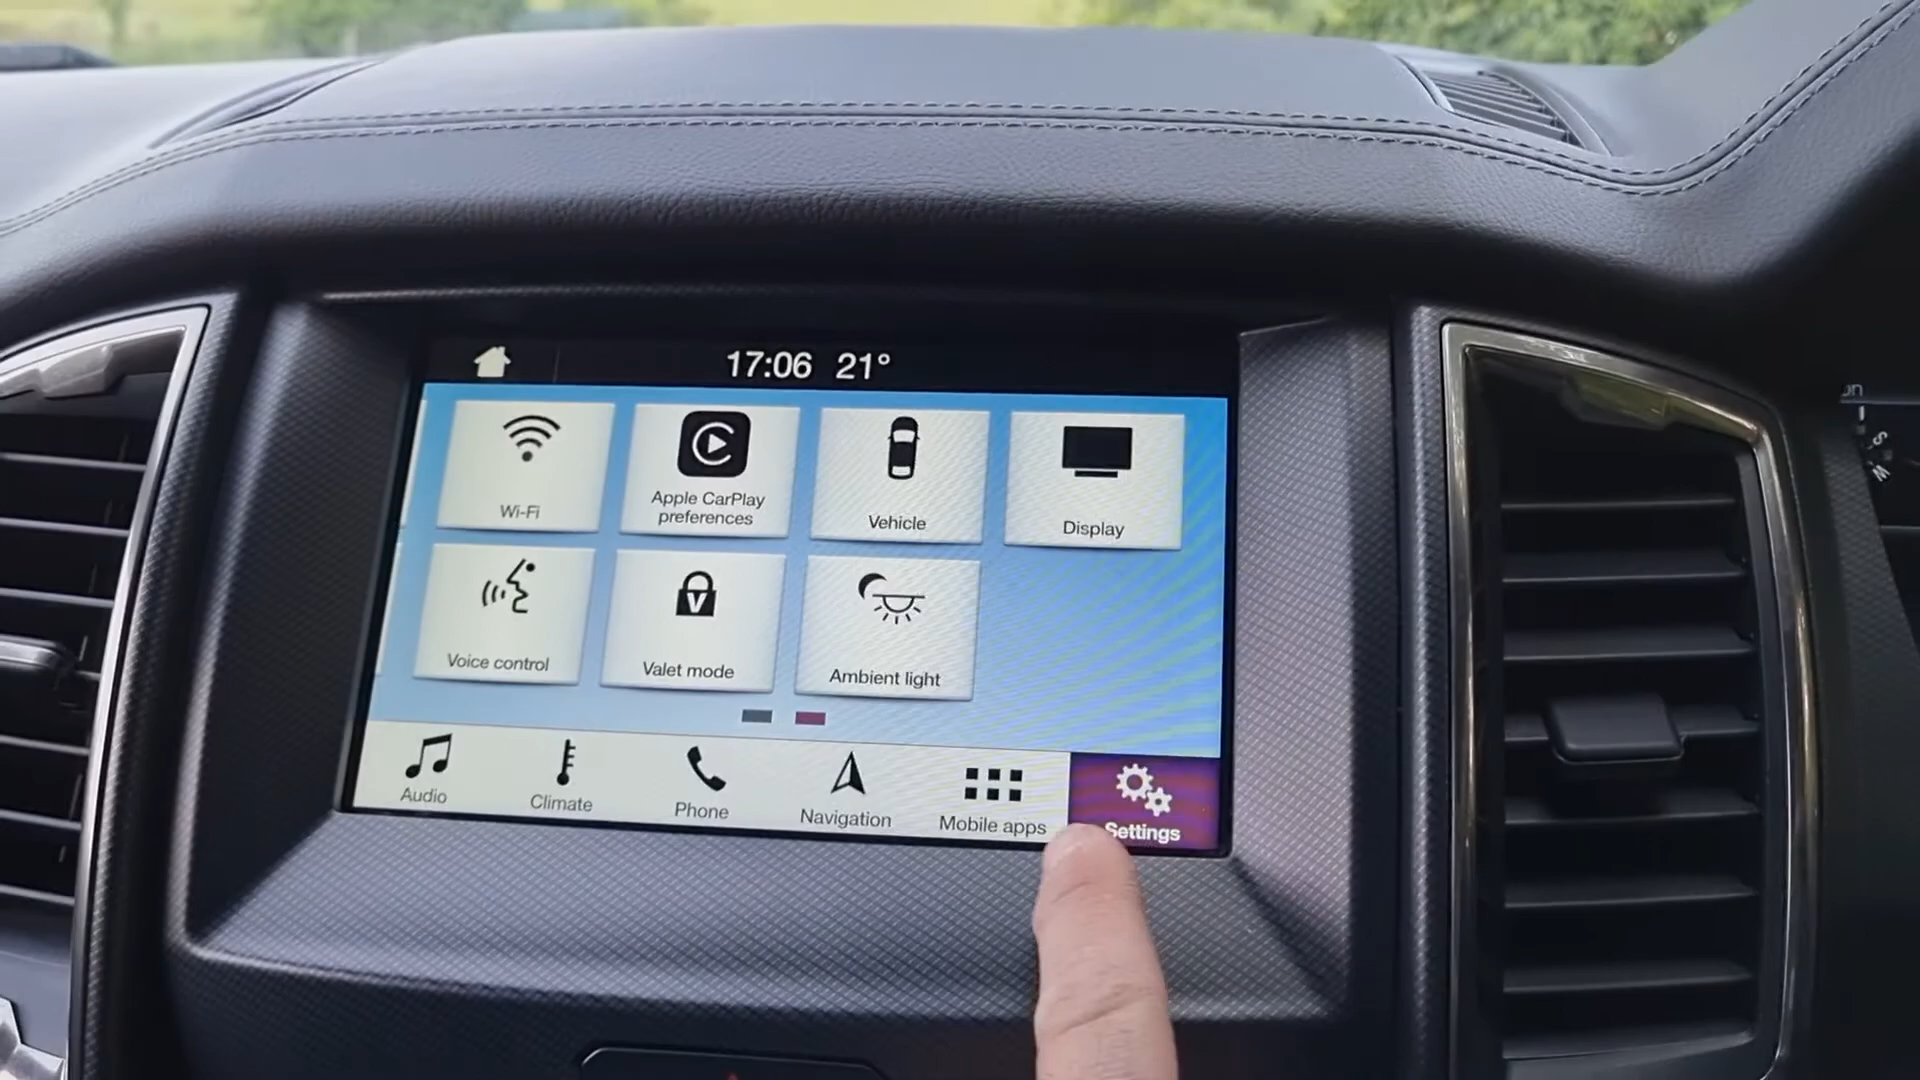 17:06 21°
Wi-Fi
Apple CarPlay
preferences
Vehicle
Display
Voice control
Valet mode
Ambient light
Audio
Climate
Phone
Navigation
Mobile apps
Settings
on
S
W